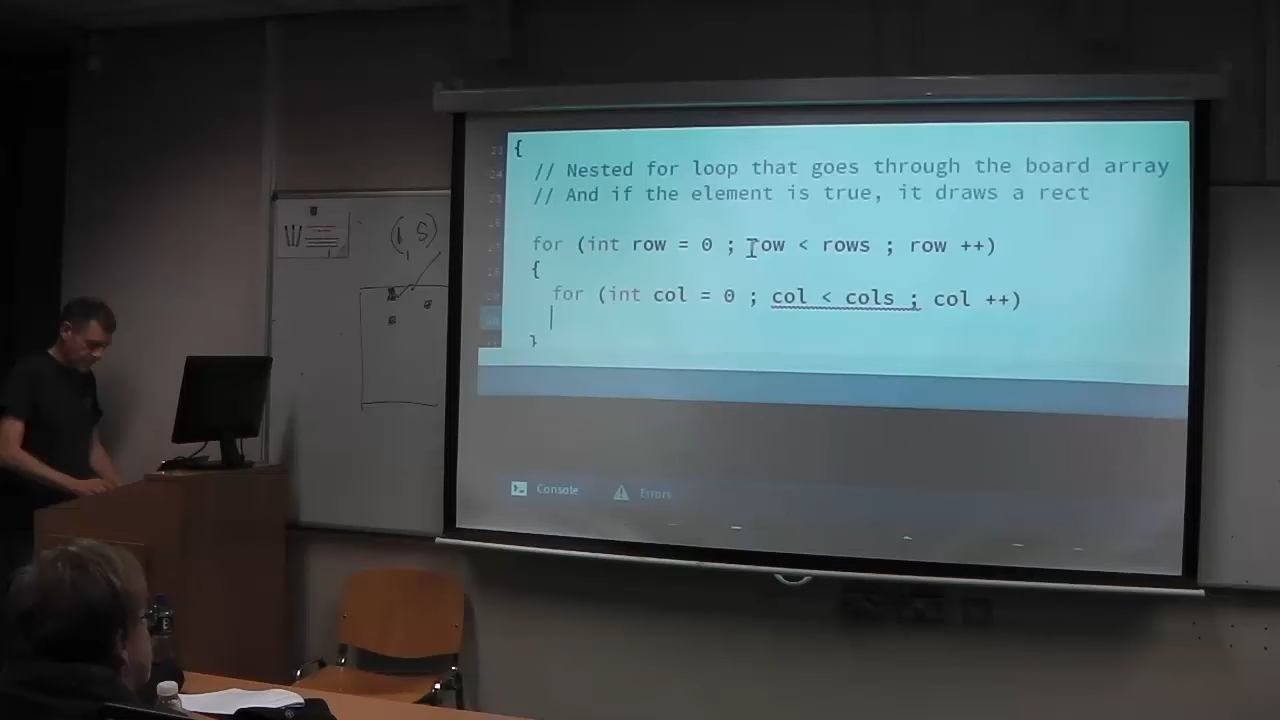 {
// Nested for loop that goes through the board array
// And if the element is true, it draws a rect
for (int row = 0 ; row < rows ; row ++)
{
for (int col = 0 ; col < cols ; col ++)
}
Console
Errors